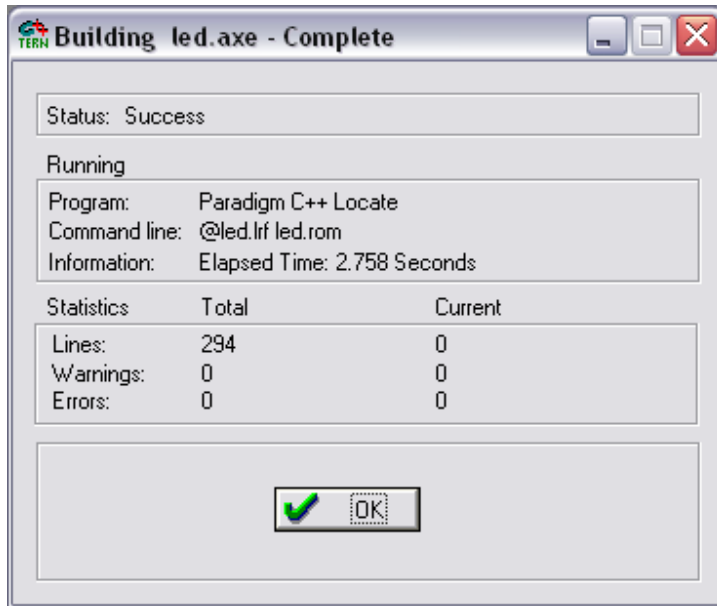 TERN Building led.axe - Complete
Status: Success
Running
Program: Paradigm C++ Locate
Command line: @led.lrf led.rom
Information: Elapsed Time: 2.758 Seconds
Statistics Total Current
Lines: 294 0
Warnings: 0 0
Errors: 0 0
OK